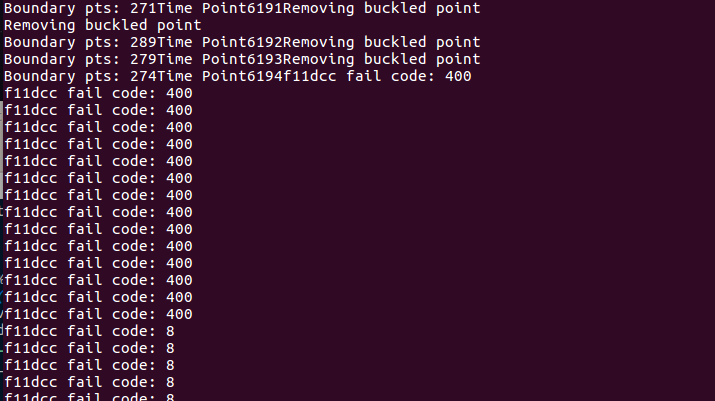 Boundary pts: 271Time Point6191Removing buckled point
Removing buckled point
Boundary pts: 289Time Point6192Removing buckled point
Boundary pts: 279Time Point6193Removing buckled point
Boundary pts: 274Time Point6194f11dcc fail code: 400
f11dcc fail code: 400
f11dcc fail code: 400
f11dcc fail code: 400
f11dcc fail code: 400
f11dcc fail code: 400
f11dcc fail code: 400
f11dcc fail code: 400
f11dcc fail code: 400
f11dcc fail code: 400
f11dcc fail code: 400
f11dcc fail code: 400
f11dcc fail code: 400
f11dcc fail code: 400
f11dcc fail code: 400
f11dcc fail code: 8
f11dcc fail code: 8
f11dcc fail code: 8
f11dcc fail code: 8
f11dcc fail code: 8